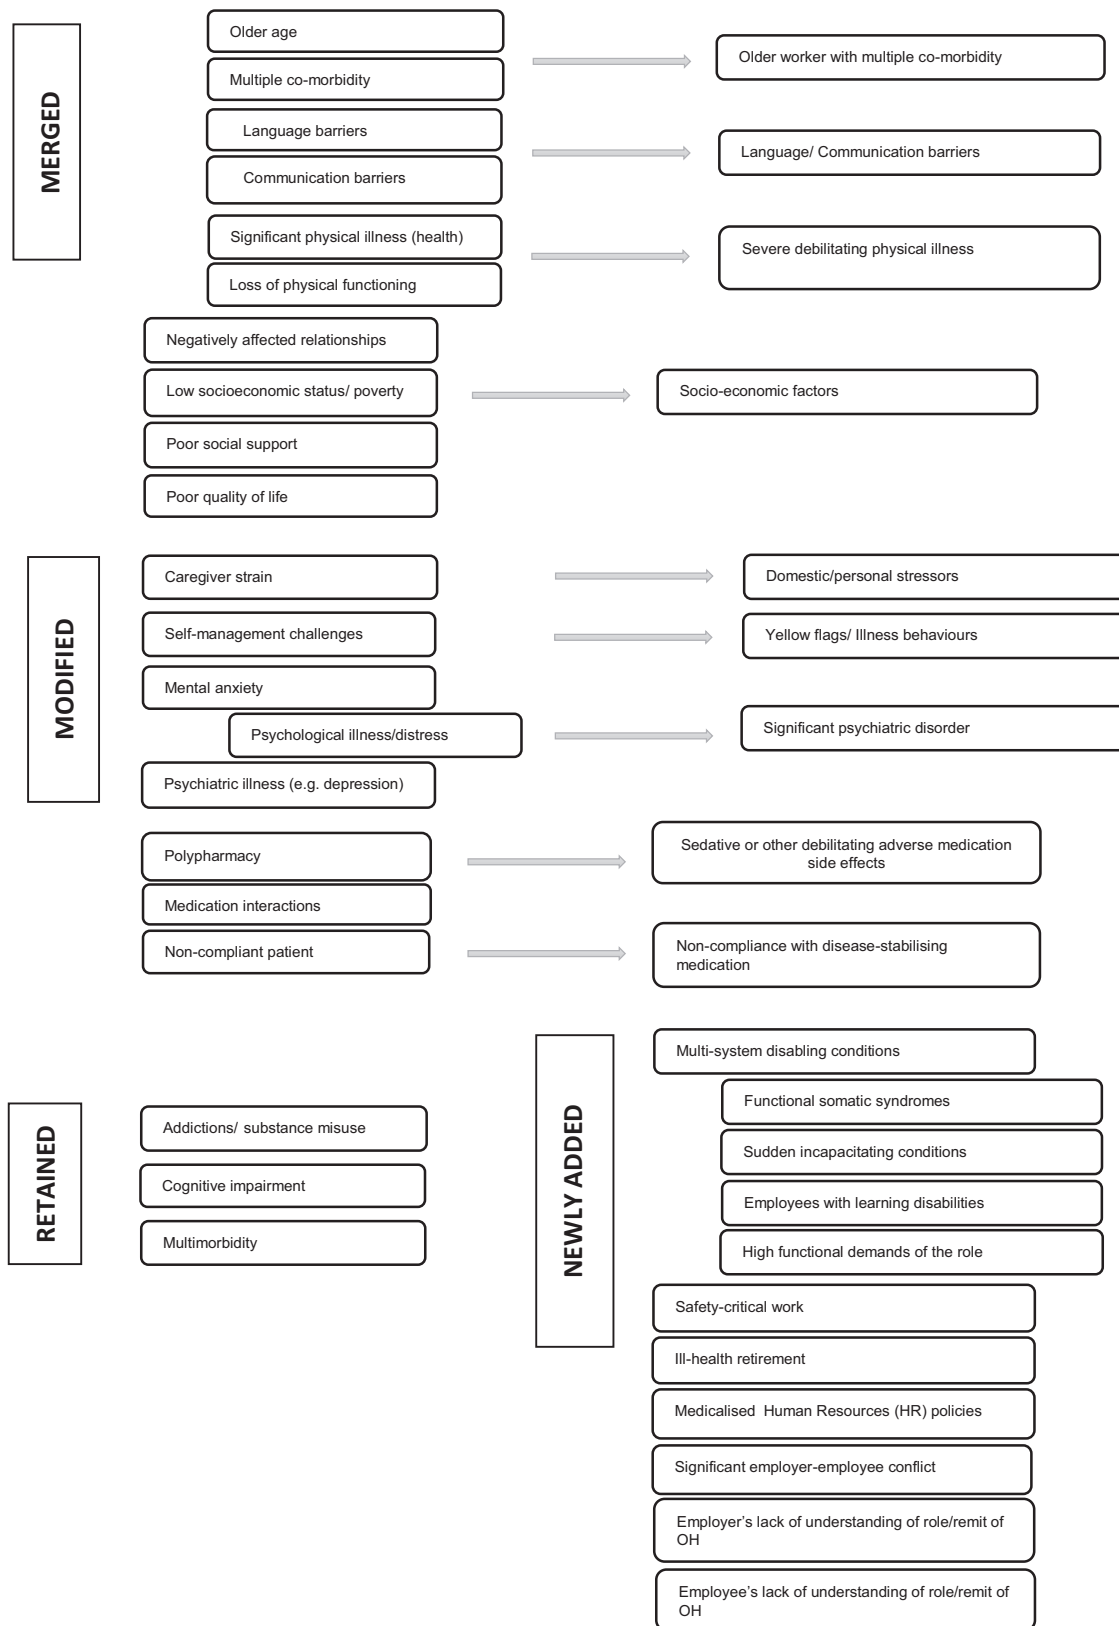 MERGED
Older age
Multiple co-morbidity
Older worker with multiple co-morbidity
Language barriers
Communication barriers
Language/ Communication barriers
Significant physical illness (health)
Loss of physical functioning
Severe debilitating physical illness
Negatively affected relationships
Low socioeconomic status/ poverty
Poor social support
Poor quality of life
Socio-economic factors
MODIFIED
Caregiver strain
Domestic/personal stressors
Self-management challenges
Yellow flags/ Illness behaviours
Mental anxiety
Psychological illness/distress
Psychiatric illness (e.g. depression)
Significant psychiatric disorder
Polypharmacy
Medication interactions
Sedative or other debilitating adverse medication
side effects
Non-compliant patient
Non-compliance with disease-stabilising
medication
RETAINED
Addictions/ substance misuse
Cognitive impairment
Multimorbidity
NEWLY ADDED
Multi-system disabling conditions
Functional somatic syndromes
Sudden incapacitating conditions
Employees with learning disabilities
High functional demands of the role
Safety-critical work
Ill-health retirement
Medicalised  Human Resources (HR) policies
Significant employer-employee conflict
Employer's lack of understanding of role/remit of
OH
Employee's lack of understanding of role/remit of
OH